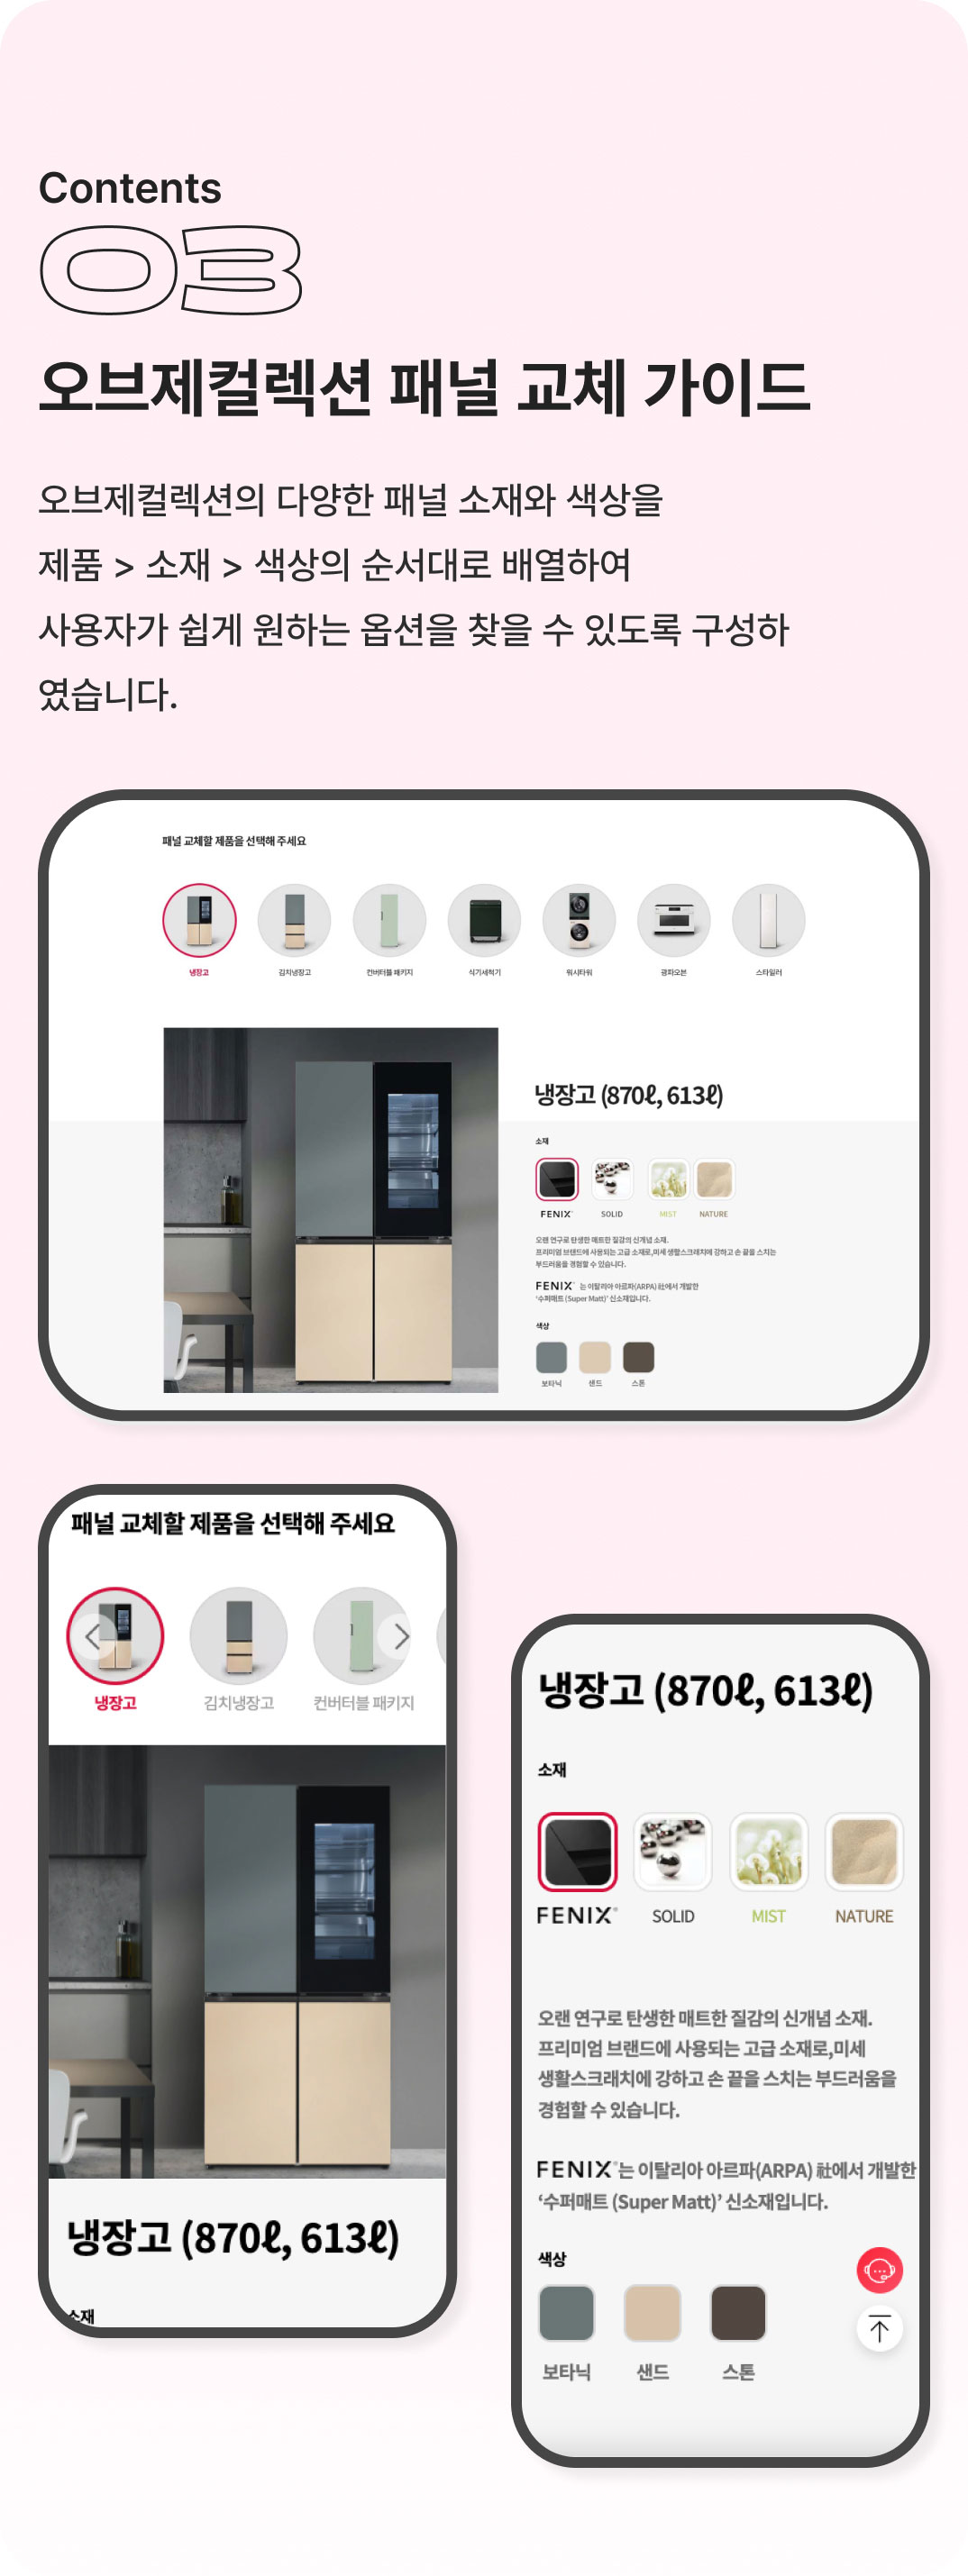 Contents
03
오브제컬렉션 패널 교체 가이드
오브제컬렉션의 다양한 패널 소재와 색상을
제품 > 소재 > 색상의 순서대로 배열하여
사용자가 쉽게 원하는 옵션을 찾을 수 있도록 구성하
였습니다.
패널 교체할 제품을 선택해 주세요
냉장고 김치냉장고 컨버터블 패키지 식기세척기 워시타워 광파오븐 스타일러
냉장고 (870ℓ, 613ℓ)
소재
FENIX® SOLID MIST NATURE
오랜 연구로 탄생한 매트한 질감의 신개념 소재.
프리미엄 브랜드에 사용되는 고급 소재로,미세 생활스크래치에 강하고 손 끝을 스치는
부드러움을 경험할 수 있습니다.
FENIX® 는 이탈리아 아르파(ARPA) 社에서 개발한
‘수퍼매트 (Super Matt)’ 신소재입니다.
색상
보타닉 샌드 스톤
패널 교체할 제품을 선택해 주세요
냉장고 김치냉장고 컨버터블 패키지
냉장고 (870ℓ, 613ℓ)
소재
냉장고 (870ℓ, 613ℓ)
소재
FENIX® SOLID MIST NATURE
오랜 연구로 탄생한 매트한 질감의 신개념 소재.
프리미엄 브랜드에 사용되는 고급 소재로,미세
생활스크래치에 강하고 손 끝을 스치는 부드러움을
경험할 수 있습니다.
FENIX®는 이탈리아 아르파(ARPA) 社에서 개발한
‘수퍼매트 (Super Matt)’ 신소재입니다.
색상
보타닉 샌드 스톤